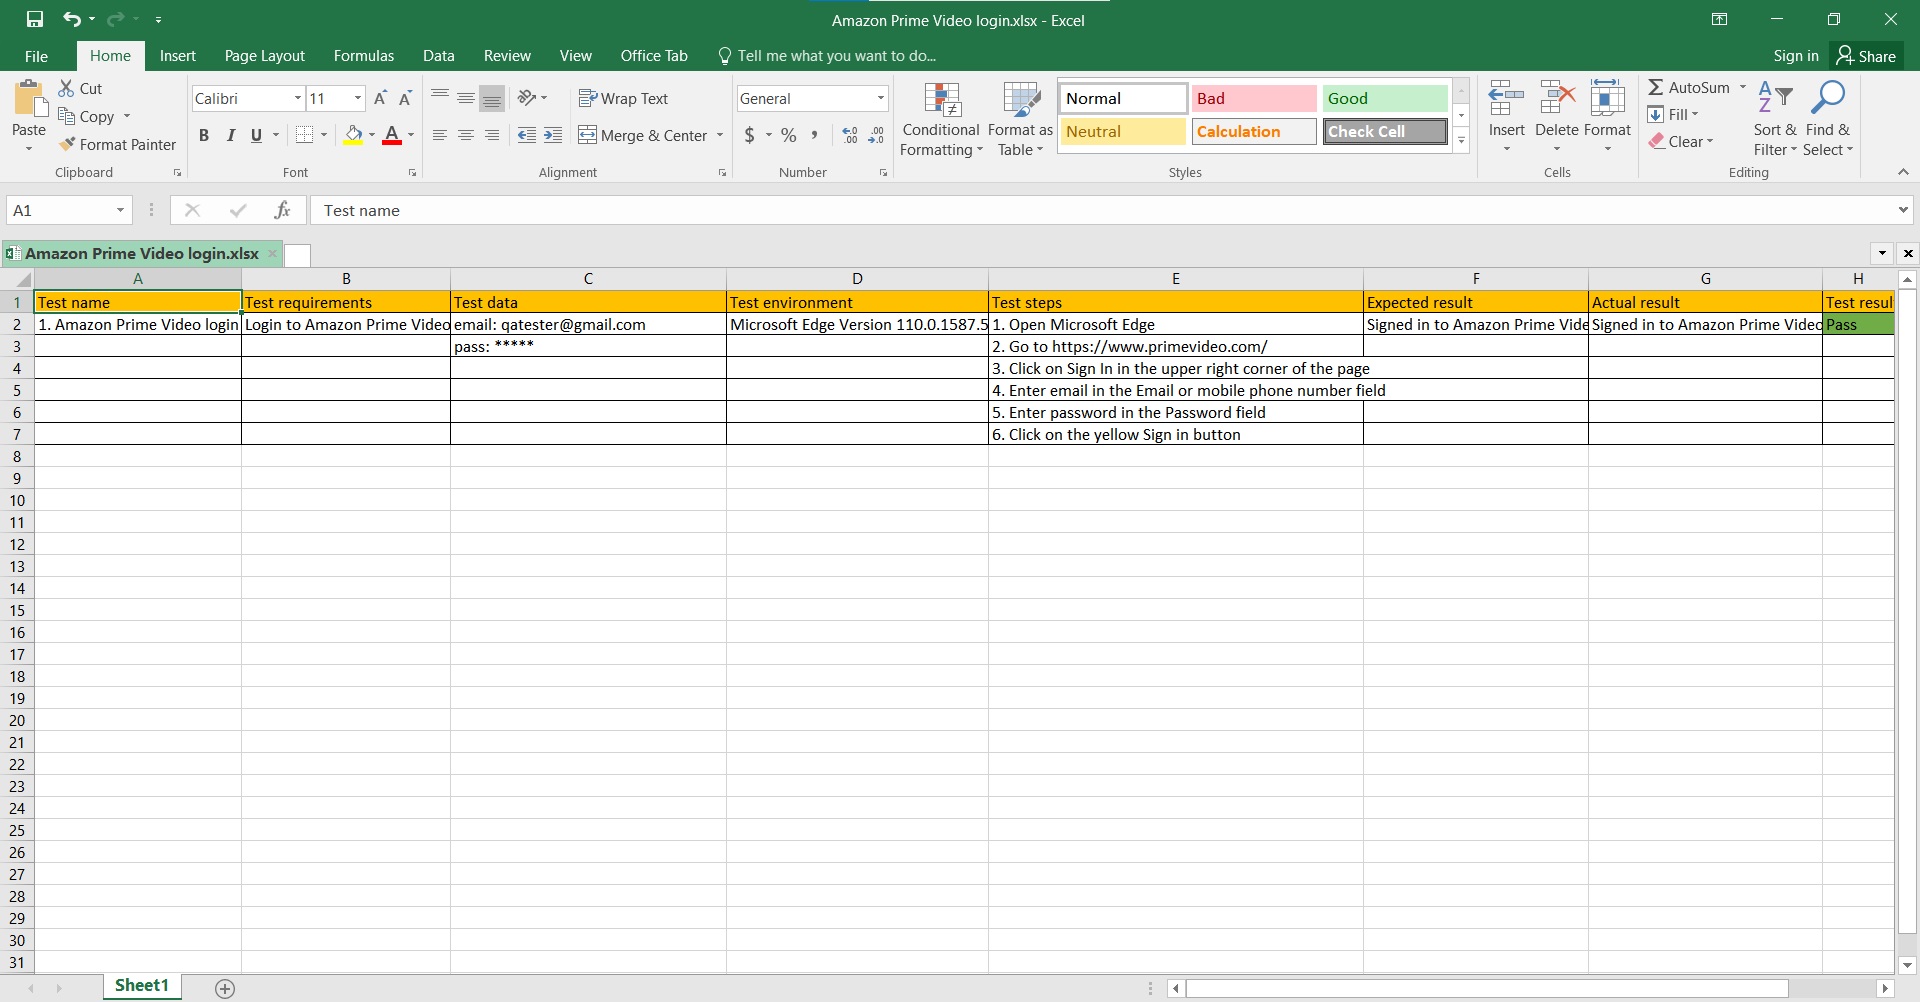 Amazon Prime Video login.xlsx - Excel
File Home Insert Page Layout Formulas Data Review View Office Tab Tell me what you want to do... Sign in Share
Paste
Cut
Copy
Format Painter
Clipboard
Calibri 11
B I U
Font
Wrap Text
Merge & Center
Alignment
General
$ % ,
Number
Conditional Formatting
Format as Table
Normal Bad Good
Neutral Calculation Check Cell
Styles
Insert Delete Format
Cells
AutoSum
Fill
Clear
Sort & Filter
Find & Select
Editing
A1 fx Test name
Amazon Prime Video login.xlsx
A B C D E F G H
1 Test name Test requirements Test data Test environment Test steps Expected result Actual result Test resul
2 1. Amazon Prime Video login Login to Amazon Prime Video email: qatester@gmail.com Microsoft Edge Version 110.0.1587.5 1. Open Microsoft Edge Signed in to Amazon Prime Vide Signed in to Amazon Prime Video Pass
3 pass: ***** 2. Go to https://www.primevideo.com/
4 3. Click on Sign In in the upper right corner of the page
5 4. Enter email in the Email or mobile phone number field
6 5. Enter password in the Password field
7 6. Click on the yellow Sign in button
8
9
10
11
12
13
14
15
16
17
18
19
20
21
22
23
24
25
26
27
28
29
30
31
Sheet1